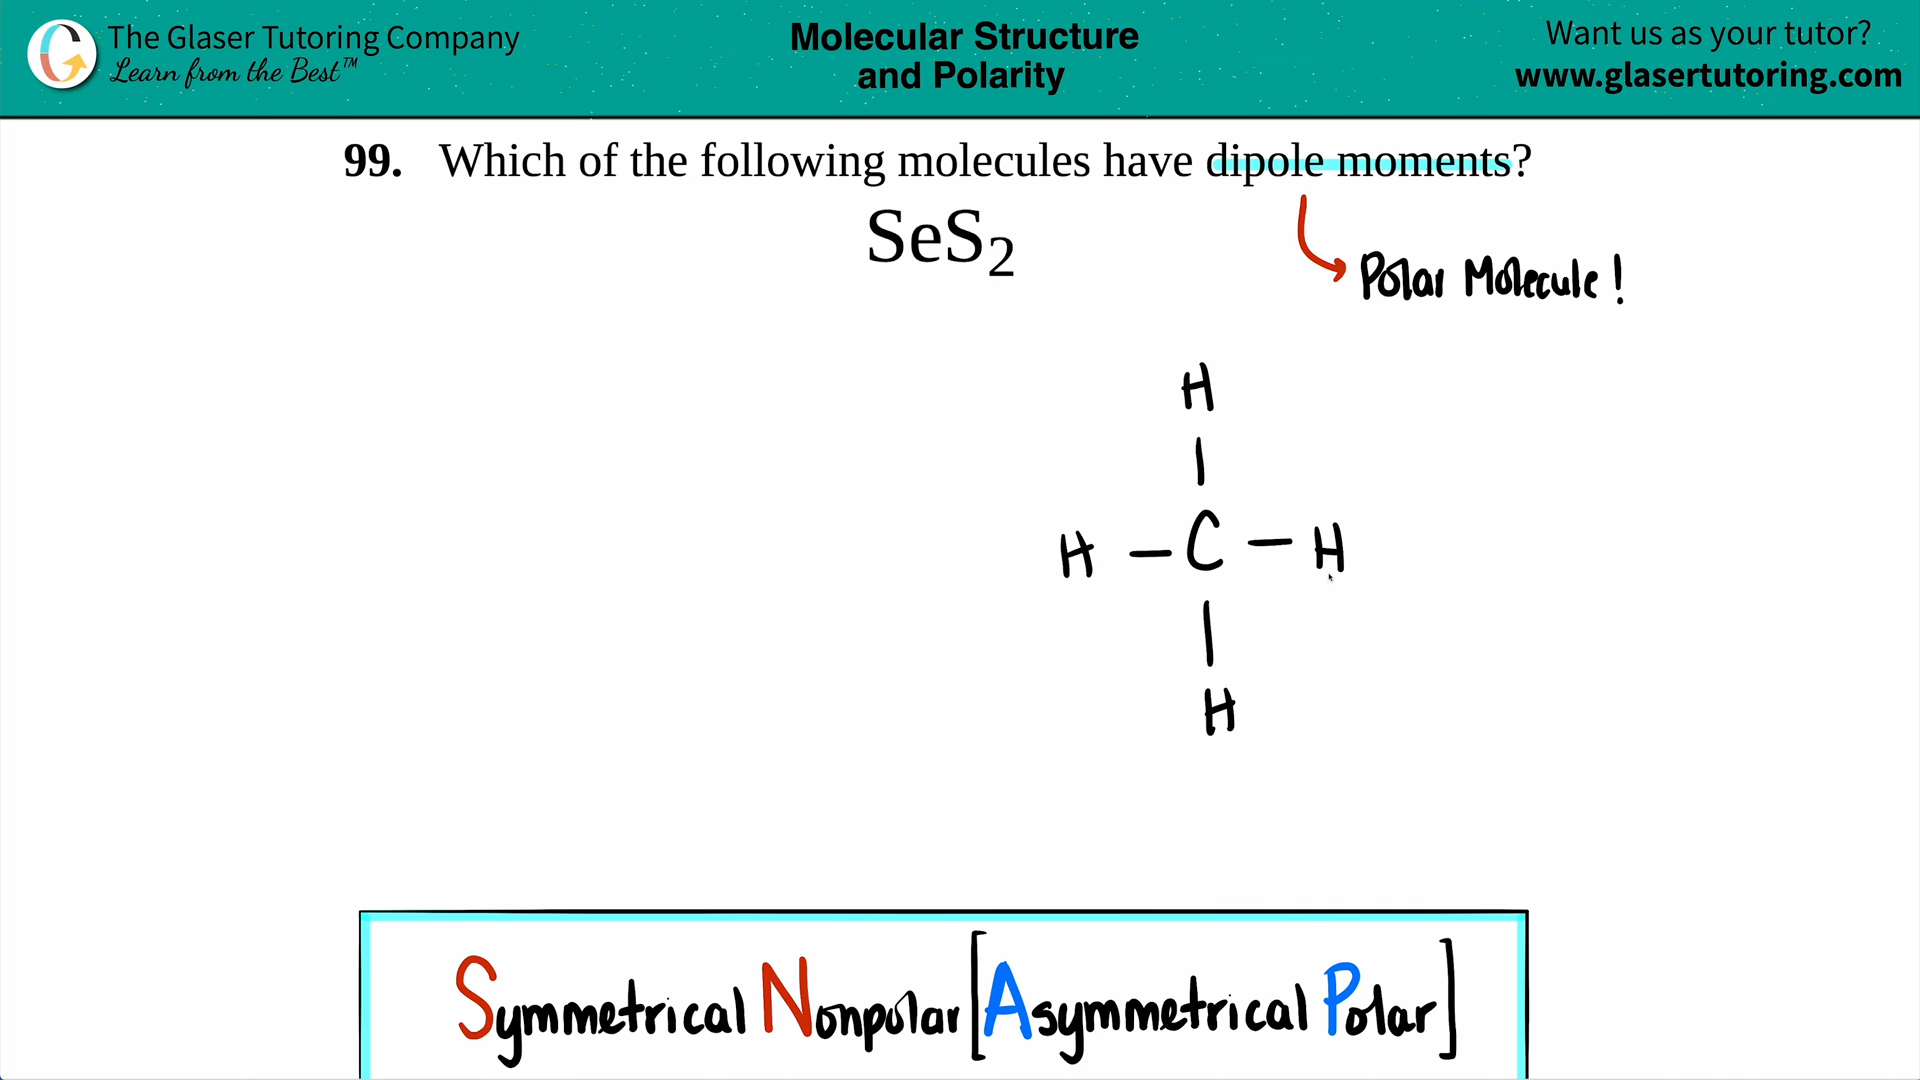 The Glaser Tutoring Company
Learn from the Best™
Molecular Structure
and Polarity
Want us as your tutor?
www.glasertutoring.com
99. Which of the following molecules have dipole moments?
SeS₂
Polar Molecule!
H
H – C – H
H
Symmetrical Nonpolar [Asymmetrical Polar]